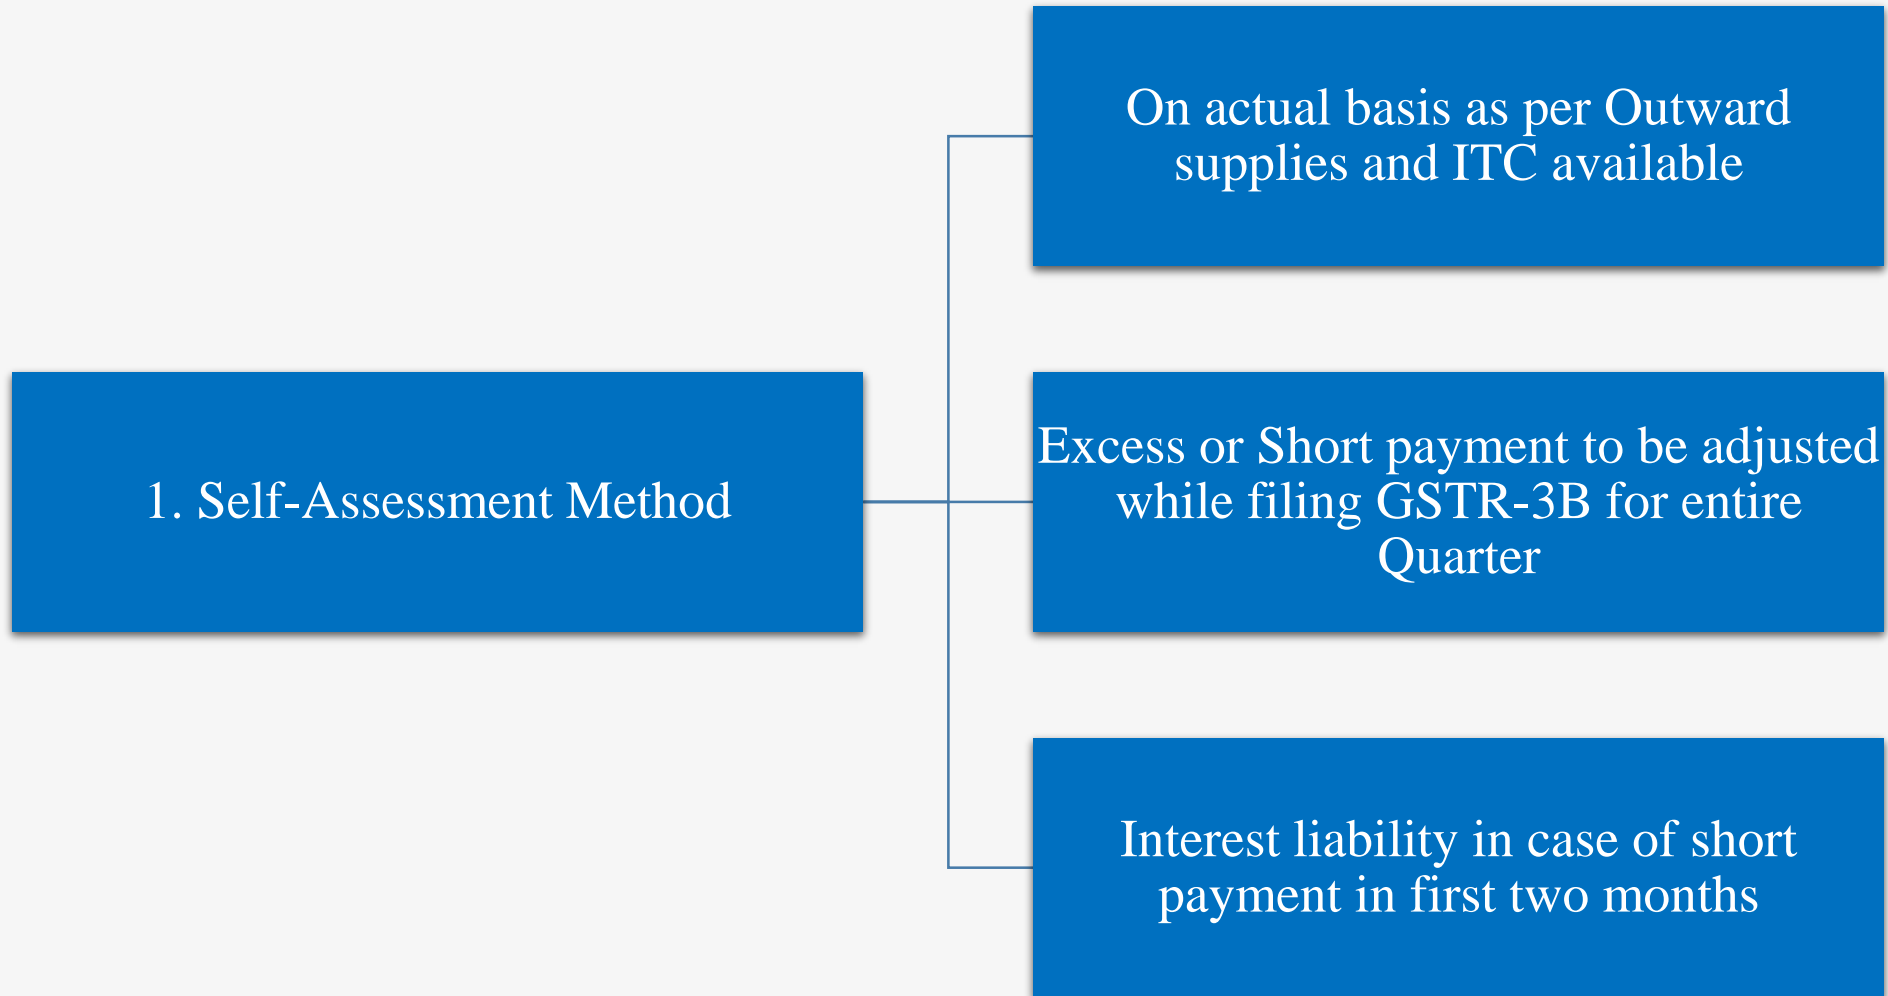 On actual basis as per Outward
supplies and ITC available
1. Self-Assessment Method
Excess or Short payment to be adjusted
while filing GSTR-3B for entire
Quarter
Interest liability in case of short
payment in first two months